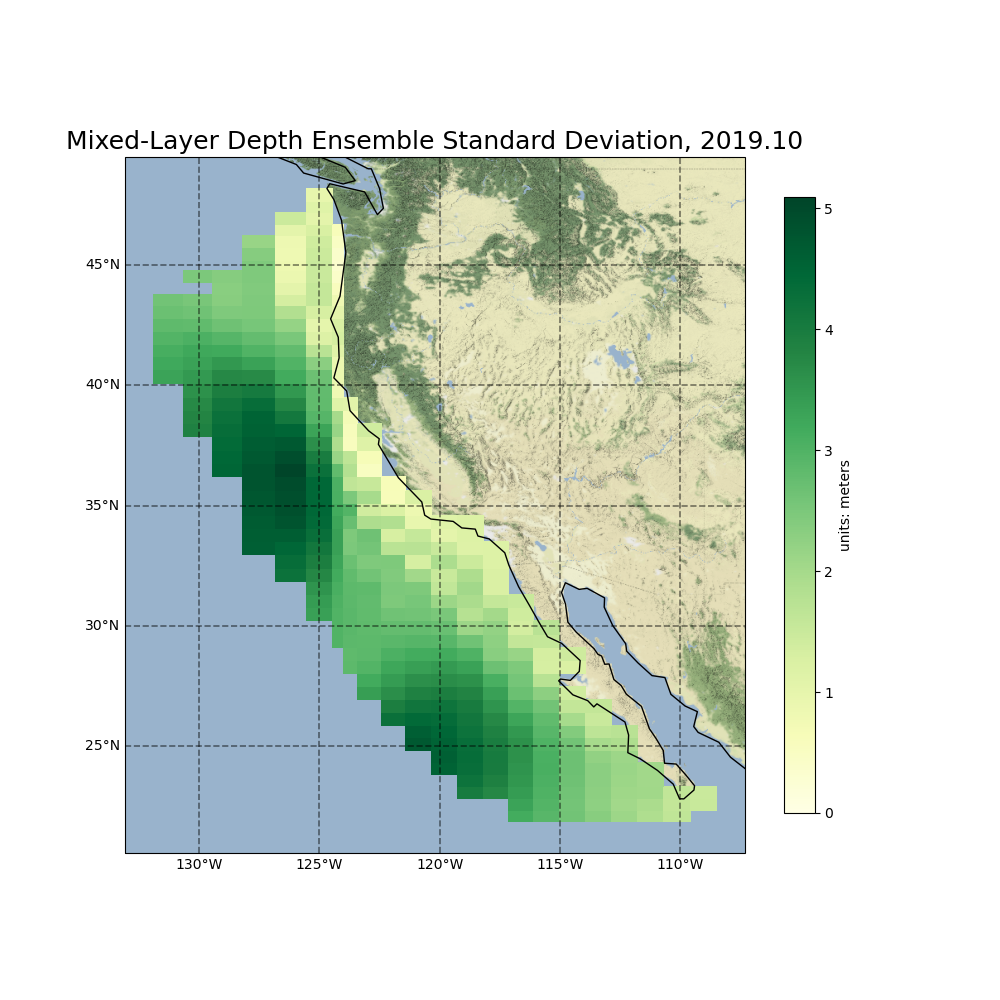 Mixed-Layer Depth Ensemble Standard Deviation, 2019.10
45°N
40°N
35°N
30°N
25°N
130°W
125°W
120°W
115°W
110°W
5
4
3
2
1
0
units: meters